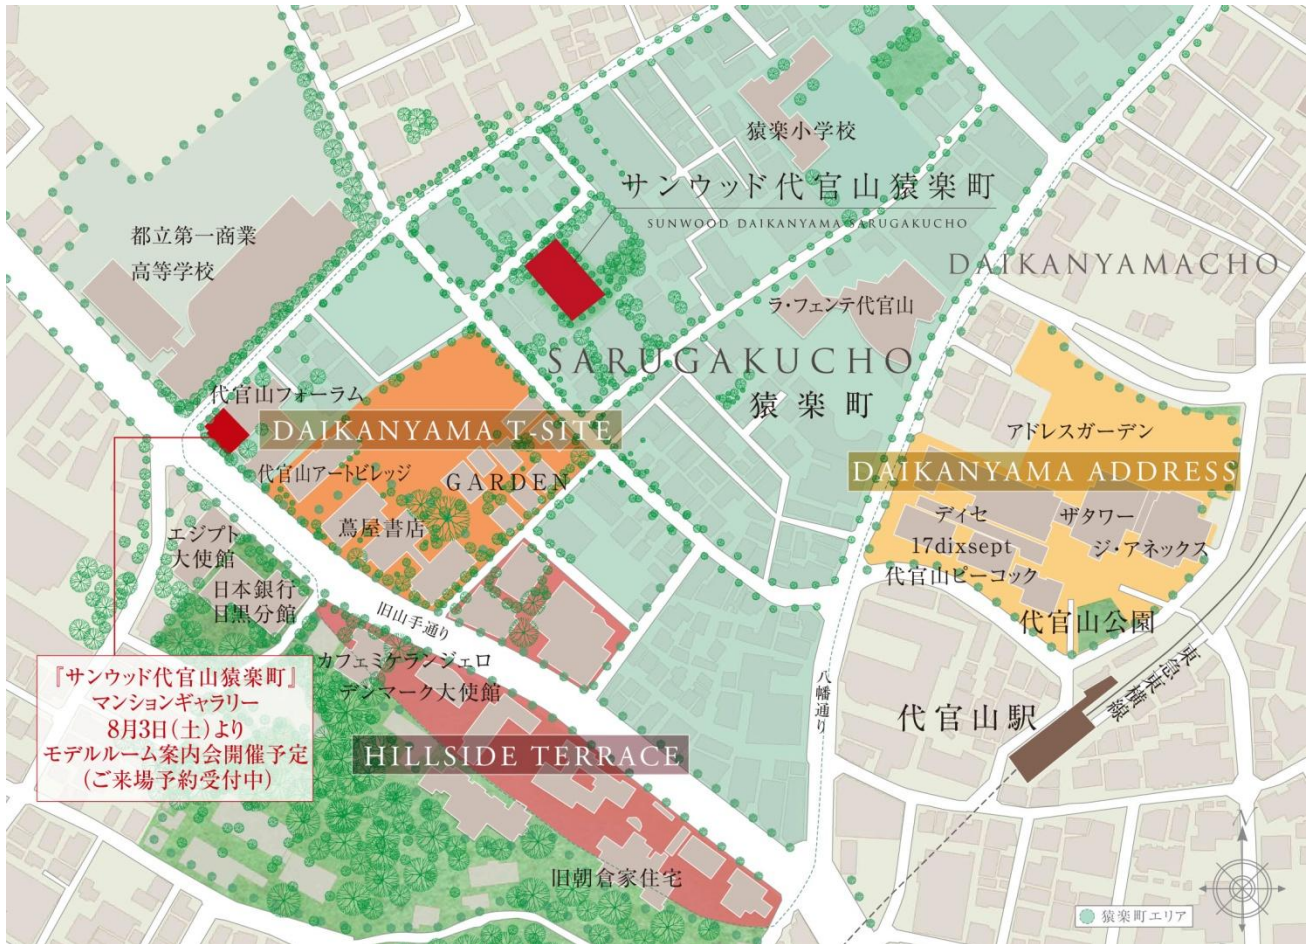 猿楽小学校
サンウッド代官山猿楽町
SUNWOOD DAIKANYAMA SARUGAKUCHO
都立第一商業
高等学校
DAIKANYAMACHO
ラ・フェンテ代官山
SARUGAKUCHO
猿楽町
代官山フォーラム
DAIKANYAMA T-SITE
アドレスガーデン
代官山アートビレッジ
GARDEN
DAIKANYAMA ADDRESS
蔦屋書店
ディセ
ザタワー
17dixsept
ジ・アネックス
代官山ピーコック
エジプト
大使館
日本銀行
目黒分館
旧山手通り
代官山公園
カフェミケランジェロ
デンマーク大使館
東急東横線
八幡通り
代官山駅
『サンウッド代官山猿楽町』
マンションギャラリー
8月3日(土)より
モデルルーム案内会開催予定
(ご来場予約受付中)
HILLSIDE TERRACE
旧朝倉家住宅
猿楽町エリア